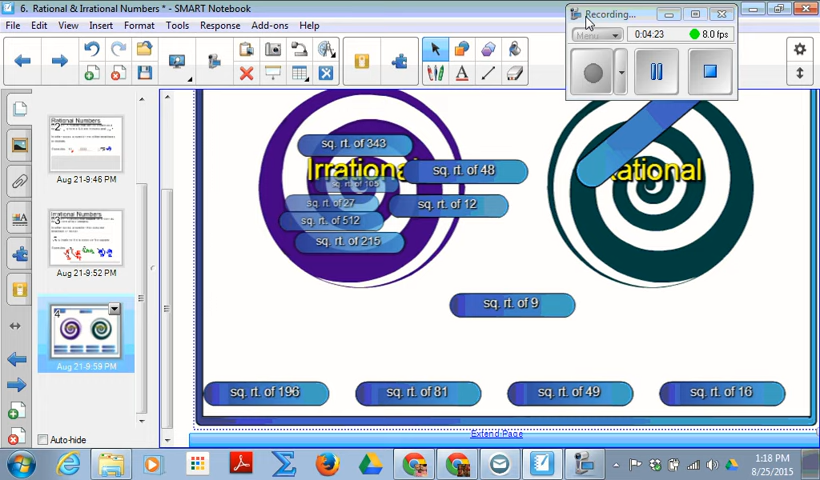 6. Rational & Irrational Numbers * - SMART Notebook
File Edit View Insert Format Tools Response Add-ons Help
Recording...
Menu
0:04:23
8.0 fps
2
Rational Numbers
Aug 21-9:46 PM
3
Irrational Numbers
Aug 21-9:52 PM
4
Aug 21-9:59 PM
Auto-hide
Irrational
Rational
sq. rt. of 343
sq. rt. of 48
sq. rt. of 105
sq. rt. of 27
sq. rt. of 12
sq. rt. of 512
sq. rt. of 215
sq. rt. of 9
sq. rt. of 196
sq. rt. of 81
sq. rt. of 49
sq. rt. of 16
Extend Page
1:18 PM
8/25/2015